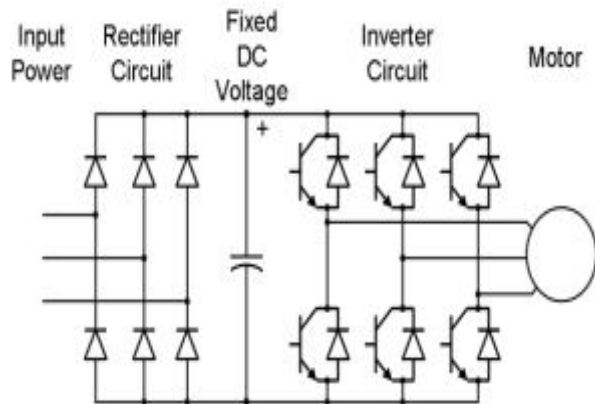 Input
Power
Rectifier
Circuit
Fixed
DC
Voltage
+
Inverter
Circuit
Motor